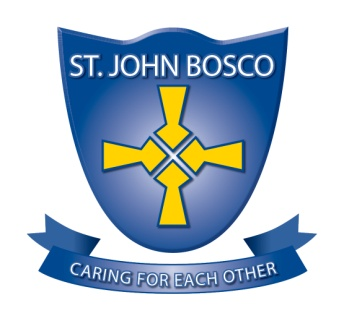 ST. JOHN BOSCO
CARING FOR EACH OTHER